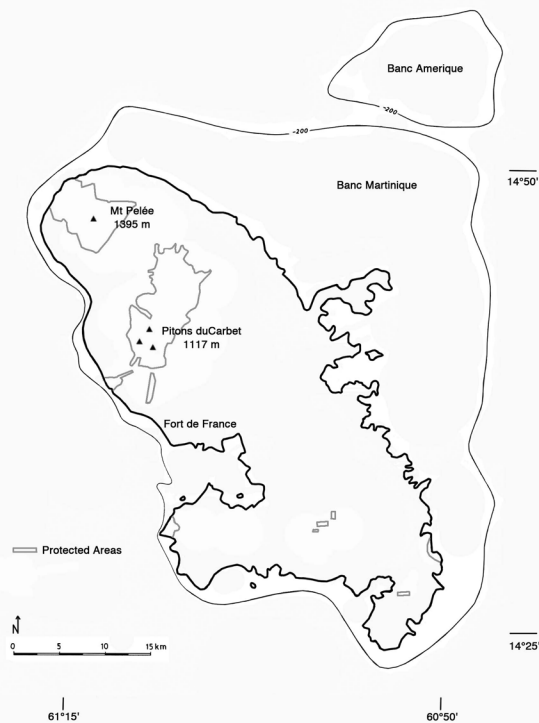 Banc Amerique
-200
-200
14°50'
Banc Martinique
Mt Pelée
1395 m
Pitons duCarbet
1117 m
Fort de France
Protected Areas
N
0 5 10 15 km
14°25'
61°15' 60°50'